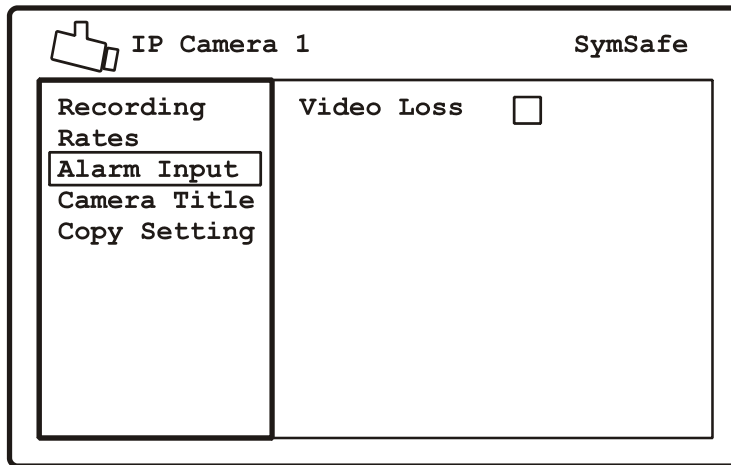 IP Camera 1 SymSafe
Recording
Rates
Alarm Input
Camera Title
Copy Setting
Video Loss